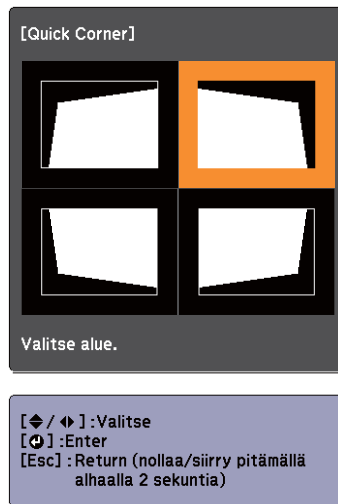 [Quick Corner]
Valitse alue.
[◆/◆] :Valitse
[↵] :Enter
[Esc] :Return (nollaa/siirry pitämällä
alhaalla 2 sekuntia)